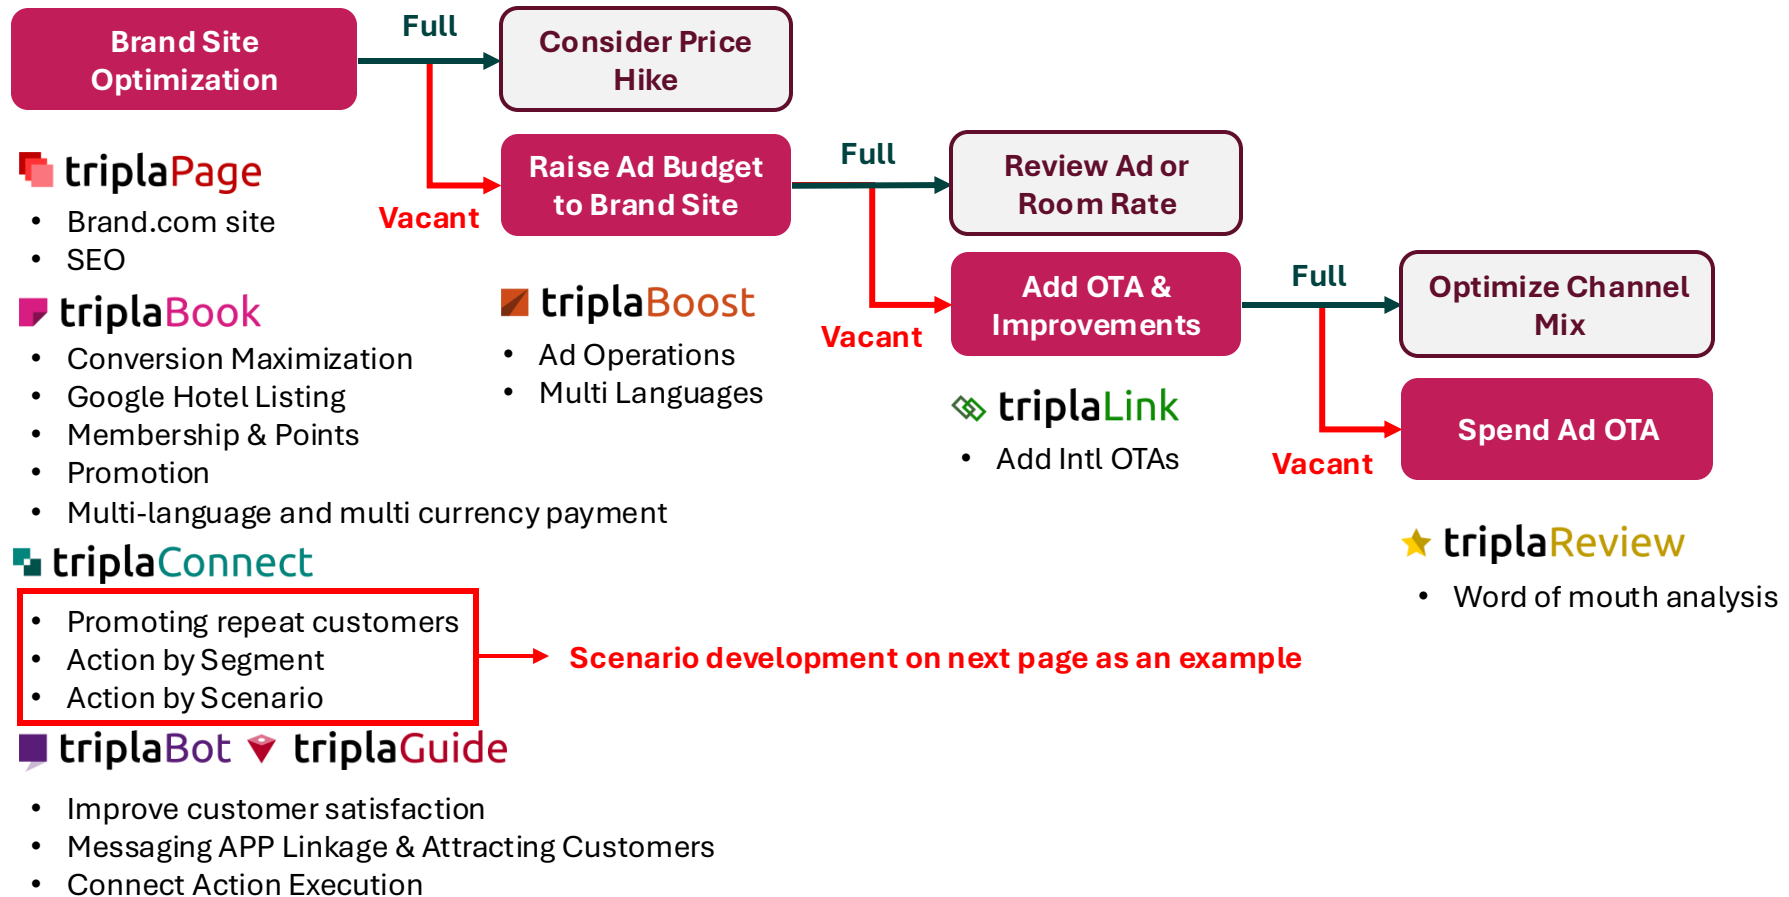 Brand Site
Optimization
Full
Consider Price
Hike
Vacant
triplaPage
• Brand.com site
• SEO
triplaBook
• Conversion Maximization
• Google Hotel Listing
• Membership & Points
• Promotion
• Multi-language and multi currency payment
triplaConnect
• Promoting repeat customers
• Action by Segment
• Action by Scenario
Scenario development on next page as an example
triplaBot triplaGuide
• Improve customer satisfaction
• Messaging APP Linkage & Attracting Customers
• Connect Action Execution
Raise Ad Budget
to Brand Site
Full
Review Ad or
Room Rate
Vacant
triplaBoost
• Ad Operations
• Multi Languages
Add OTA &
Improvements
Full
Optimize Channel
Mix
Vacant
triplaLink
• Add Intl OTAs
Spend Ad OTA
triplaReview
• Word of mouth analysis